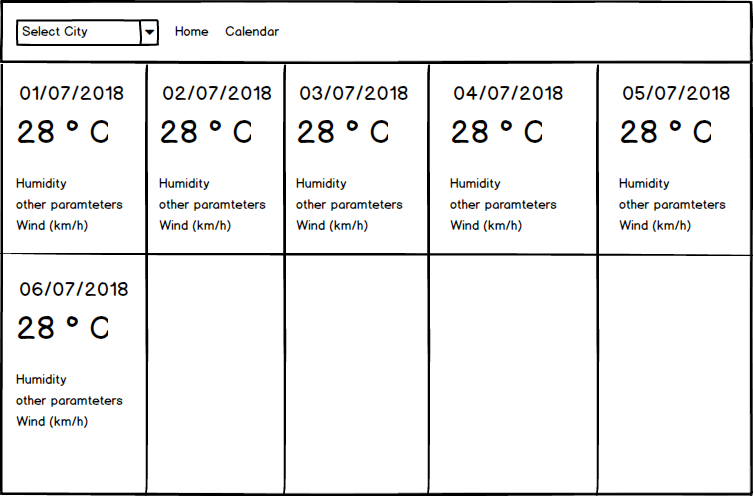 Select City Home Calendar
01/07/2018
28 ° C
Humidity
other paramteters
Wind (km/h)
02/07/2018
28 ° C
Humidity
other paramteters
Wind (km/h)
03/07/2018
28 ° C
Humidity
other paramteters
Wind (km/h)
04/07/2018
28 ° C
Humidity
other paramteters
Wind (km/h)
05/07/2018
28 ° C
Humidity
other paramteters
Wind (km/h)
06/07/2018
28 ° C
Humidity
other paramteters
Wind (km/h)